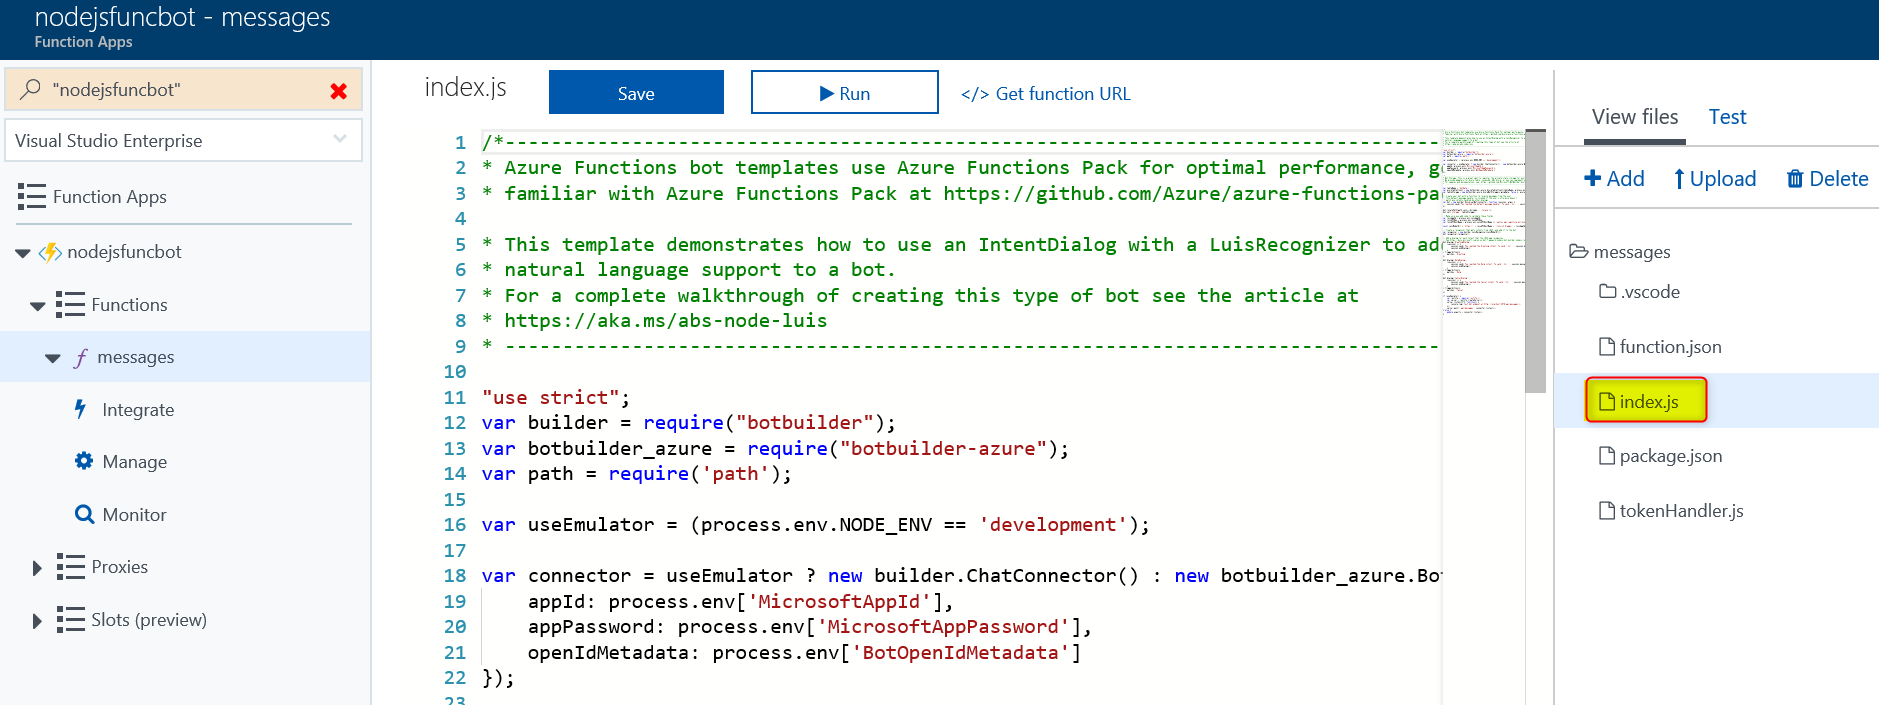 nodejsfuncbot - messages
Function Apps
"nodejsfuncbot"
Visual Studio Enterprise
Function Apps
nodejsfuncbot
Functions
messages
Integrate
Manage
Monitor
Proxies
Slots (preview)
index.js
Save
Run
</> Get function URL
1 /*---------------------------------------------------------------------------------
2 * Azure Functions bot templates use Azure Functions Pack for optimal performance, g
3 * familiar with Azure Functions Pack at https://github.com/Azure/azure-functions-pa
4
5 * This template demonstrates how to use an IntentDialog with a LuisRecognizer to ad
6 * natural language support to a bot.
7 * For a complete walkthrough of creating this type of bot see the article at
8 * https://aka.ms/abs-node-luis
9 * ---------------------------------------------------------------------------------
10
11 "use strict";
12 var builder = require("botbuilder");
13 var botbuilder_azure = require("botbuilder-azure");
14 var path = require('path');
15
16 var useEmulator = (process.env.NODE_ENV == 'development');
17
18 var connector = useEmulator ? new builder.ChatConnector() : new botbuilder_azure.Bot
19 appId: process.env['MicrosoftAppId'],
20 appPassword: process.env['MicrosoftAppPassword'],
21 openIdMetadata: process.env['BotOpenIdMetadata']
22 });
23
View files
Test
Add
Upload
Delete
messages
.vscode
function.json
index.js
package.json
tokenHandler.js